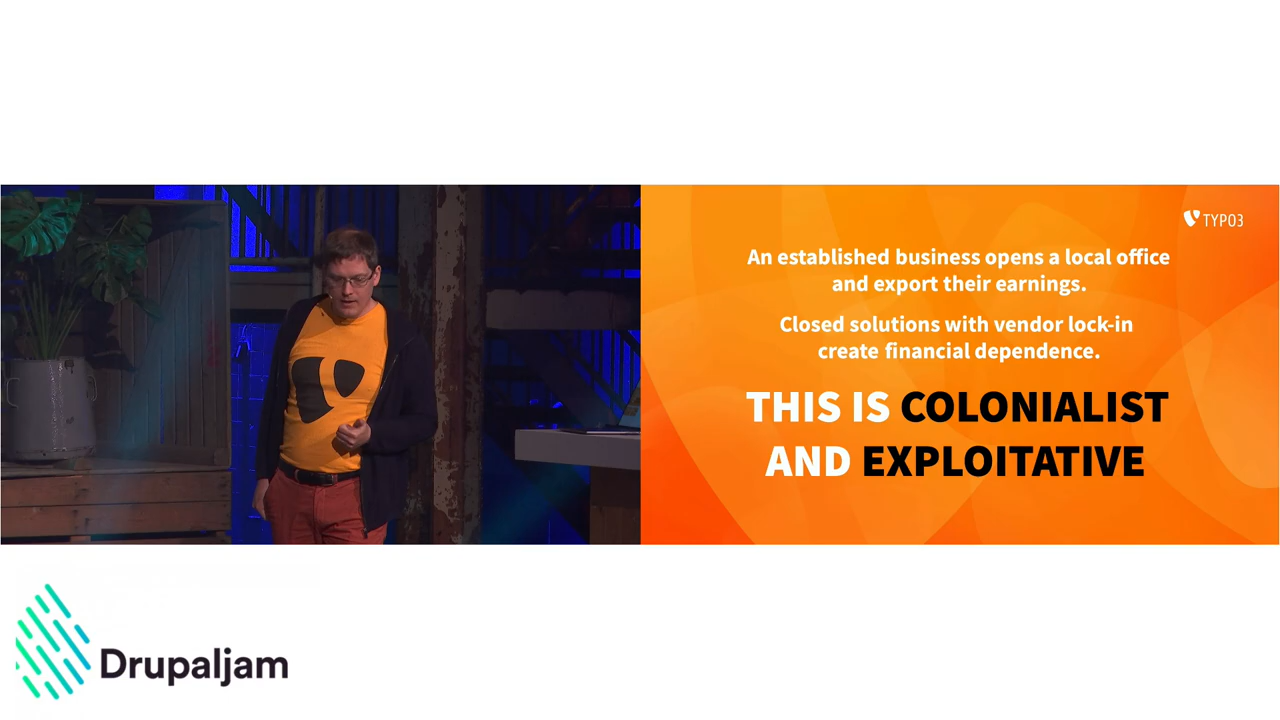 TYPO3
An established business opens a local office
and export their earnings.
Closed solutions with vendor lock-in
create financial dependence.
THIS IS COLONIALIST
AND EXPLOITATIVE
Drupaljam